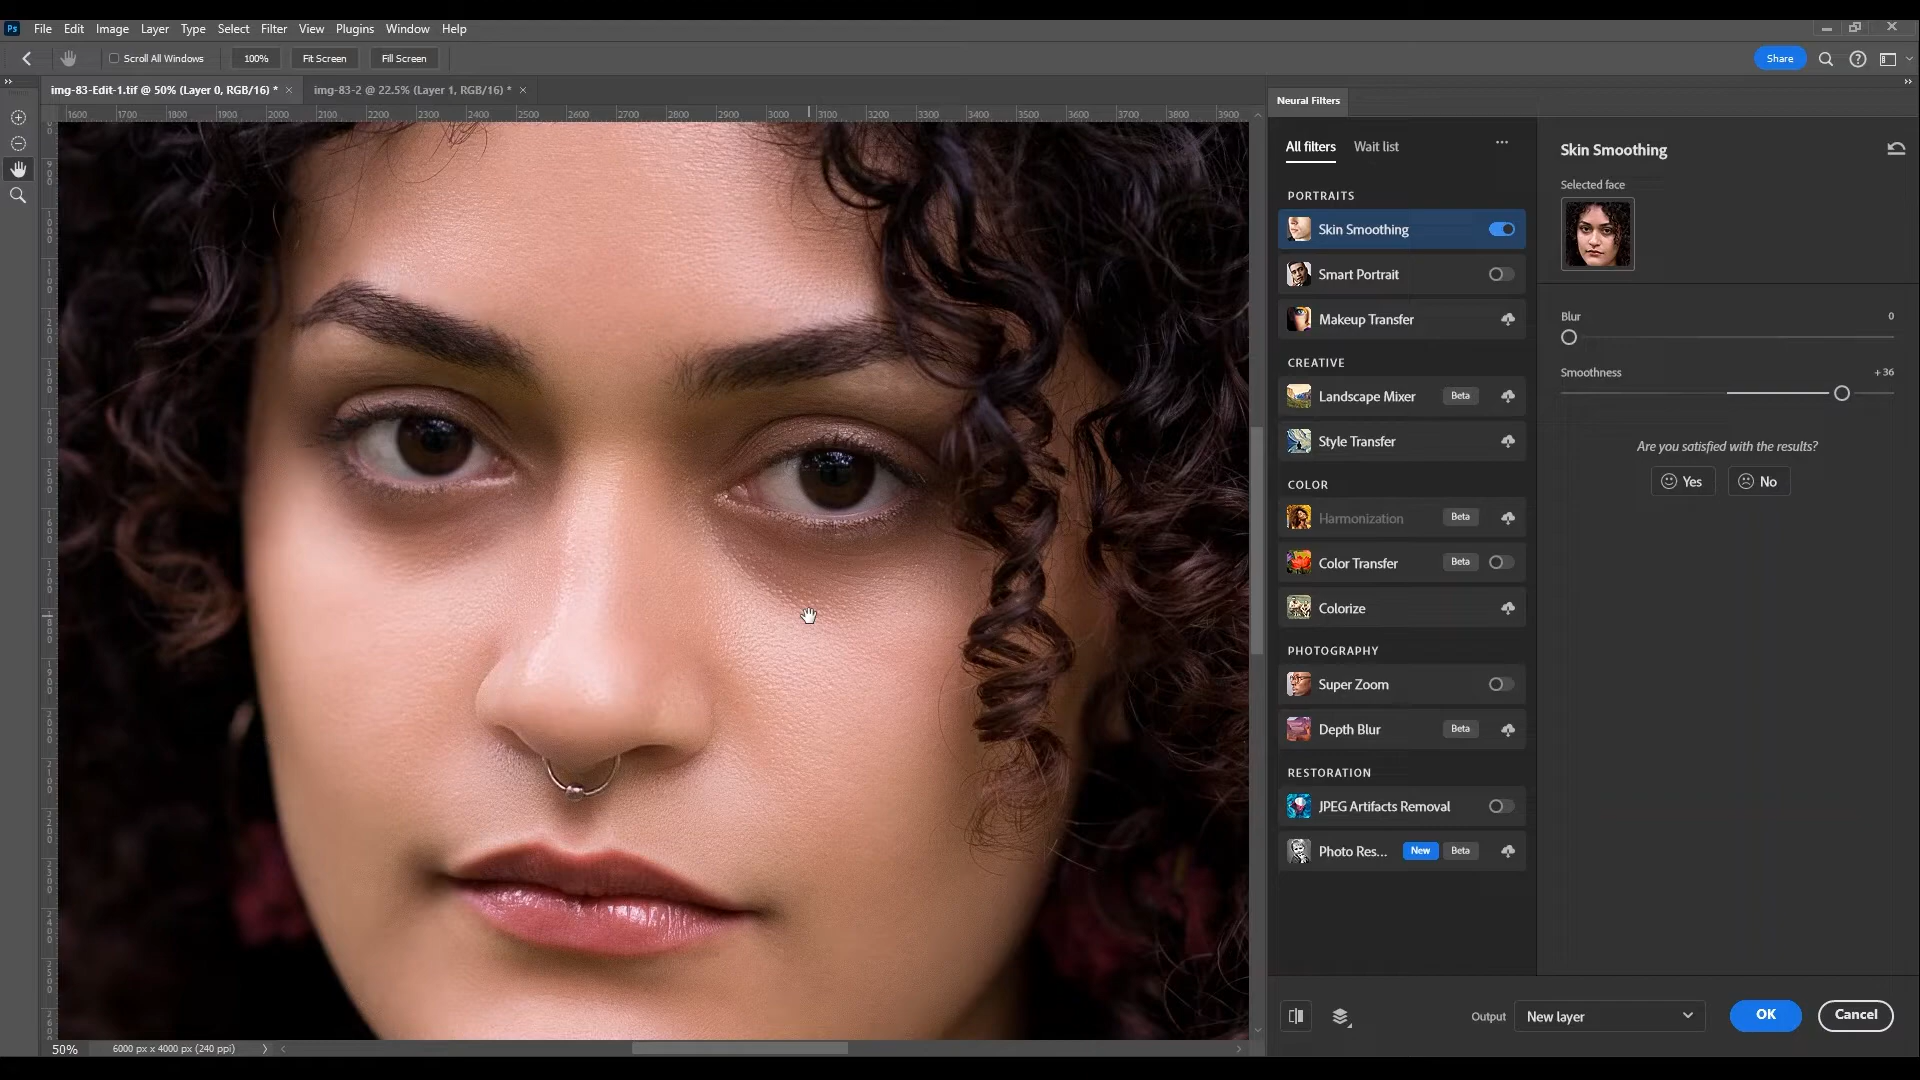 Ps File Edit Image Layer Type Select Filter View Plugins Window Help
Scroll All Windows 100% Fit Screen Fill Screen Share
img-83-Edit-1.tif @ 50% (Layer 0, RGB/16) * img-83-2 @ 22.5% (Layer 1, RGB/16) *
1600 1700 1800 1900 2000 2100 2200 2300 2400 2500 2600 2700 2800 2900 3000 3100 3200 3300 3400 3500 3600 3700 3800 3900
Neural Filters
All filters Wait list
PORTRAITS
Skin Smoothing
Smart Portrait
Makeup Transfer
CREATIVE
Landscape Mixer Beta
Style Transfer
COLOR
Harmonization Beta
Color Transfer Beta
Colorize
PHOTOGRAPHY
Super Zoom
Depth Blur Beta
RESTORATION
JPEG Artifacts Removal
Photo Res... New Beta
Skin Smoothing
Selected face
Blur 0
Smoothness +36
Are you satisfied with the results?
Yes No
Output New layer OK Cancel
50% 6000 px x 4000 px (240 ppi)